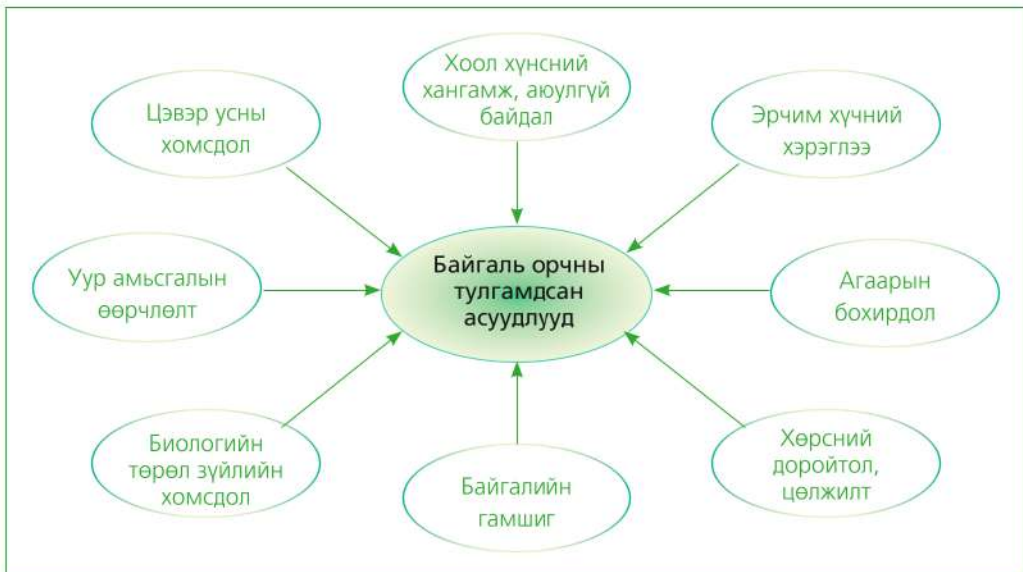 Хоол хүнсний
хангамж, аюулгүй
байдал
Цэвэр усны
хомсдол
Эрчим хүчний
хэрэглээ
Уур амьсгалын
өөрчлөлт
Байгаль орчны
тулгамдсан
асуудлууд
Агаарын
бохирдол
Биологийн
төрөл зүйлийн
хомсдол
Байгалийн
гамшиг
Хөрсний
доройтол,
цөлжилт